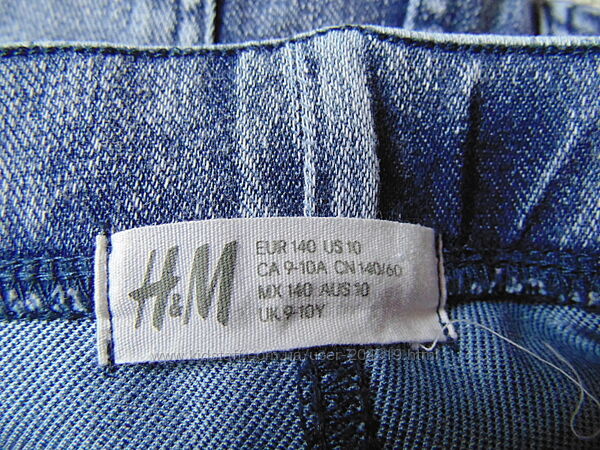 H&M
EUR 140 US 10
CA 9-10A CN 140/60
MX 140 AUS 10
UK 9-10Y